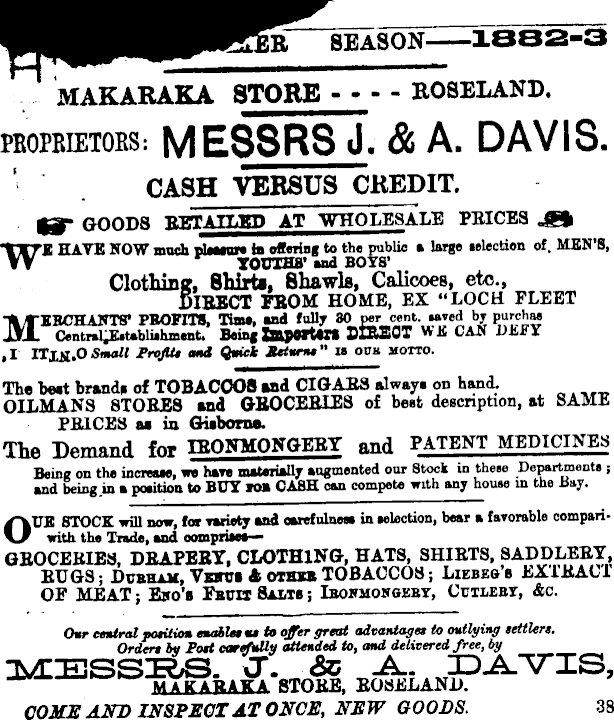 SEASON—1882-3
MAKARAKA STORE - - - - ROSELAND.
PROPRIETORS: MESSRS J. & A. DAVIS.
CASH VERSUS CREDIT.
GOODS RETAILED AT WHOLESALE PRICES
WE HAVE NOW much pleasure in offering to the public a large selection of. MEN'S,
YOUTHS' and BOYS'
Clothing, Shirts, Shawls, Calicoes, etc.,
DIRECT FROM HOME, EX "LOCH FLEET
MERCHANTS' PROFITS, Time, and fully 30 per cent. saved by purchas
Central Establishment. Being Importers DIRECT WE CAN DEFY
Small Profits and Quick Returns" IS OUR MOTTO.
The best brands of TOBACCOS and CIGARS always on hand.
OILMANS STORES and GROCERIES of best description, at SAME
PRICES as in Gisborne.
The Demand for IRONMONGERY and PATENT MEDICINES
Being on the increase, we have materially augmented our Stock in these Departments ;
and being in a position to BUY FOR CASH can compete with any house in the Bay.
OUR STOCK will now, for variety and carefulness in selection, bear a favorable compari-
with the Trade, and comprises—
GROCERIES, DRAPERY, CLOTHING, HATS, SHIRTS, SADDLERY,
RUGS; DURHAM, VENUS & OTHER TOBACCOS; LIEBEG'S EXTRACT
OF MEAT; ENO'S FRUIT SALTS; IRONMONGERY, CUTLERY, &C.
Our central position enables us to offer great advantages to outlying settlers.
Orders by Post carefully attended to, and delivered free, by
MESSRS. J. & A. DAVIS,
MAKARAKA STORE, ROSELAND.
COME AND INSPECT AT ONCE, NEW GOODS. 38